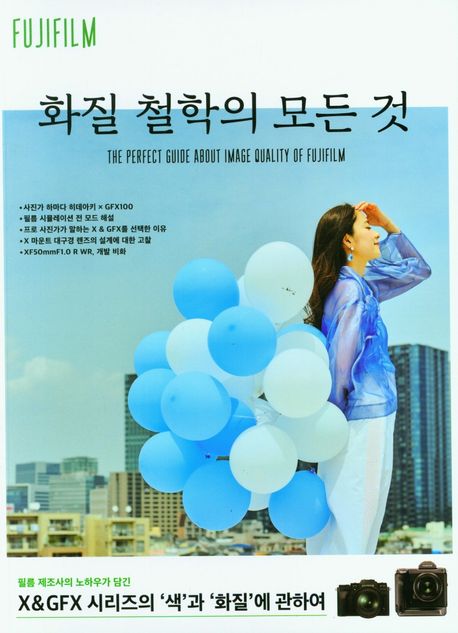 FUJIFILM
화질 철학의 모든 것
THE PERFECT GUIDE ABOUT IMAGE QUALITY OF FUJIFILM
• 사진가 하마다 히데아키 × GFX100
• 필름 시뮬레이션 전 모드 해설
• 프로 사진가가 말하는 X & GFX를 선택한 이유
• X 마운트 대구경 렌즈의 설계에 대한 고찰
• XF50mmF1.0 R WR, 개발 비화
필름 제조사의 노하우가 담긴
X&GFX 시리즈의 ‘색’과 ‘화질’에 관하여